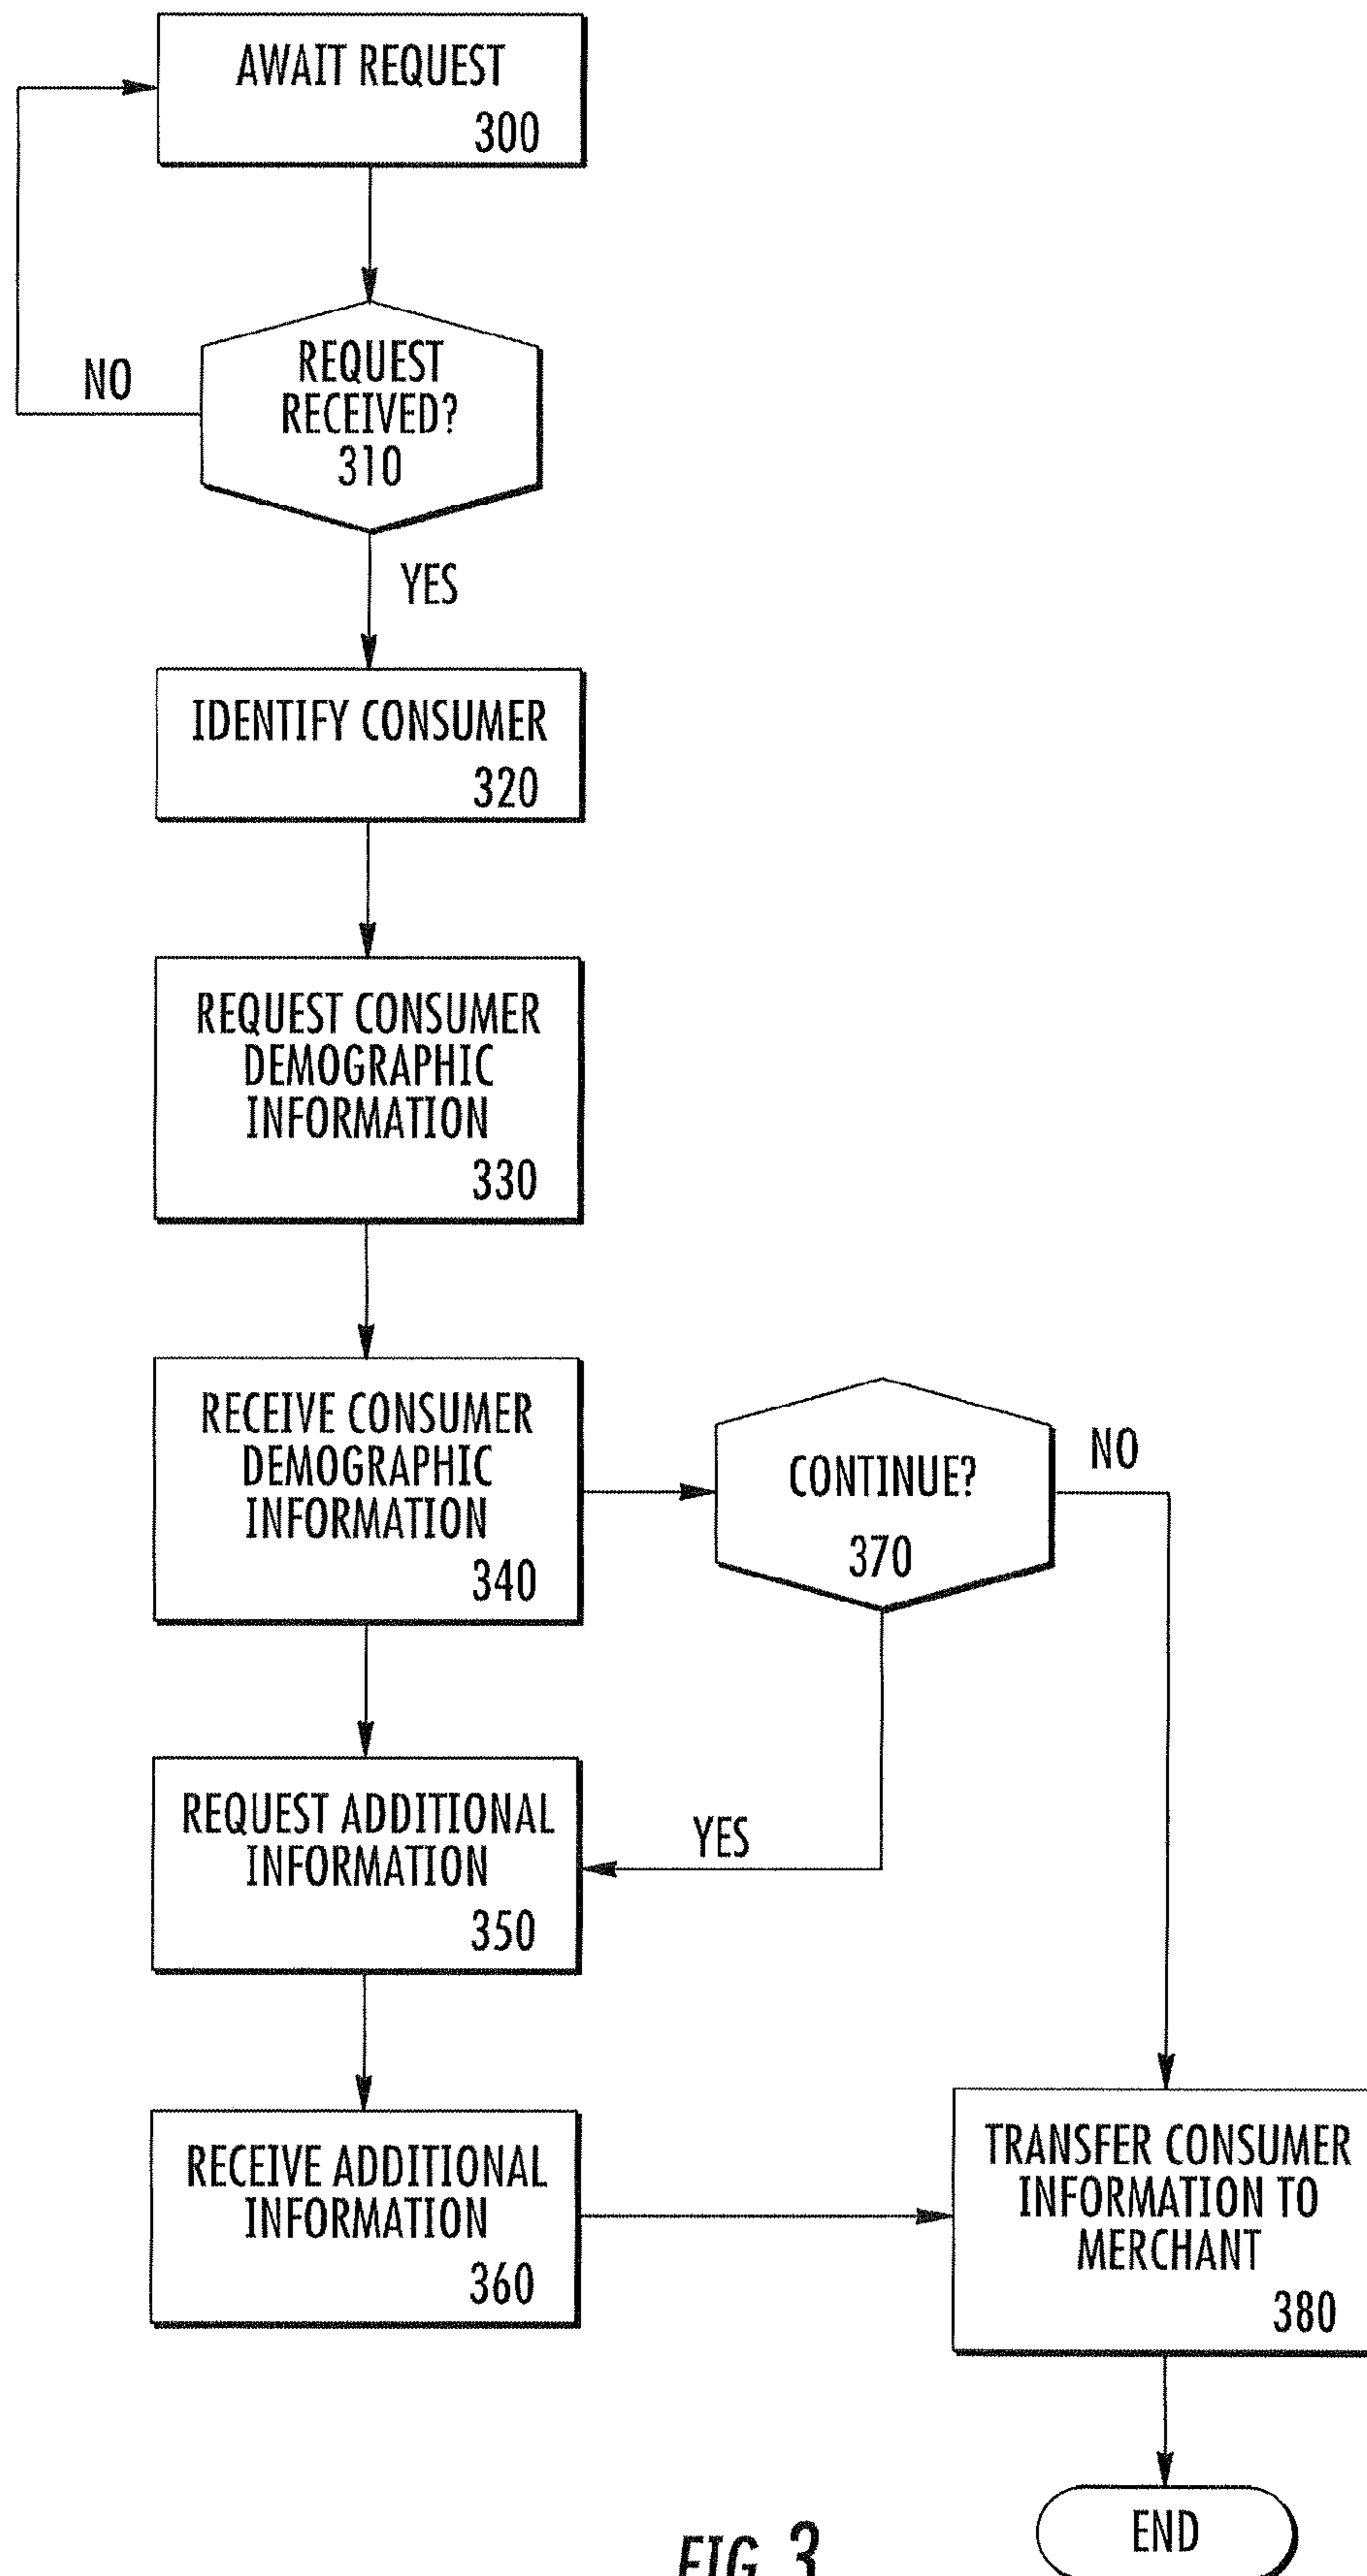 AWAIT REQUEST
300
REQUEST
RECEIVED?
310
NO
YES
IDENTIFY CONSUMER
320
REQUEST CONSUMER
DEMOGRAPHIC
INFORMATION
330
RECEIVE CONSUMER
DEMOGRAPHIC
INFORMATION
340
CONTINUE?
370
NO
YES
REQUEST ADDITIONAL
INFORMATION
350
RECEIVE ADDITIONAL
INFORMATION
360
TRANSFER CONSUMER
INFORMATION TO
MERCHANT
380
END
FIG. 3